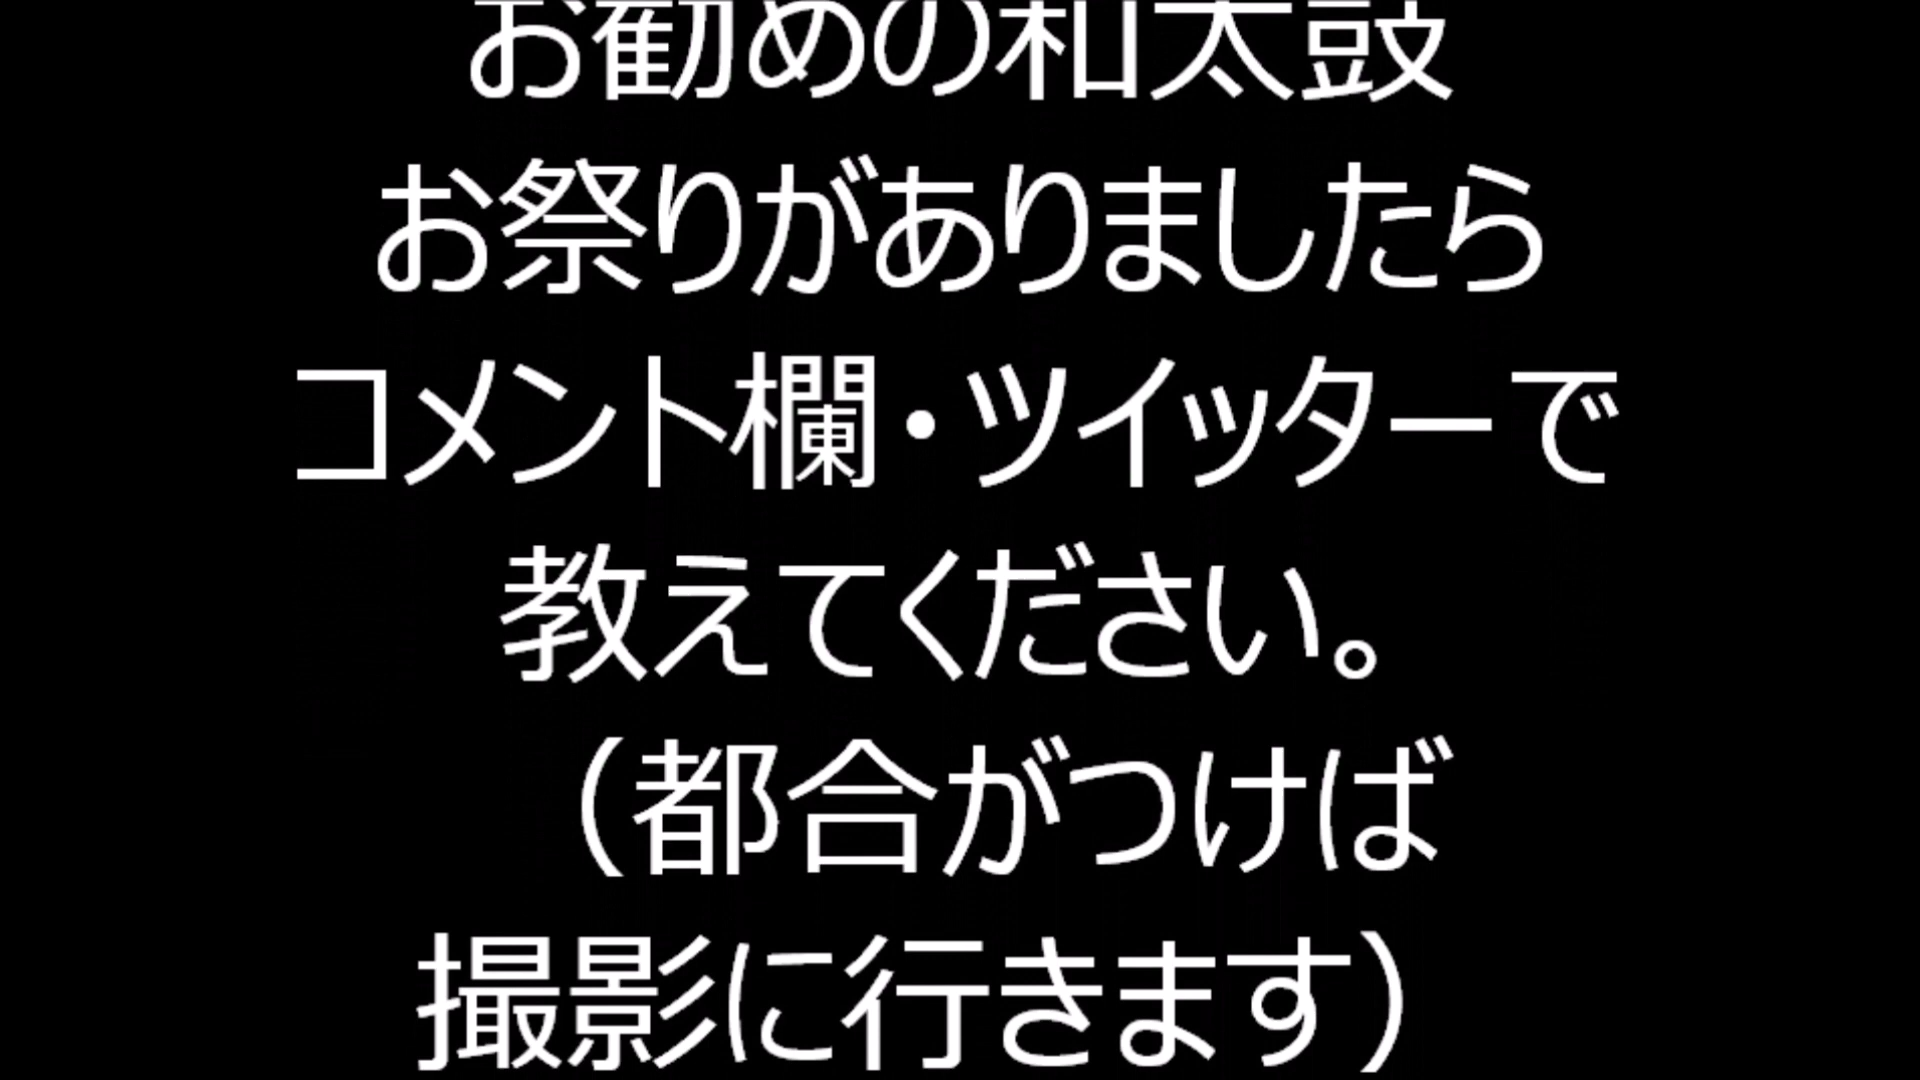 お勧めの和太鼓
お祭りがありましたら
コメント欄・ツイッターで
教えてください。
（都合がつけば
撮影に行きます）